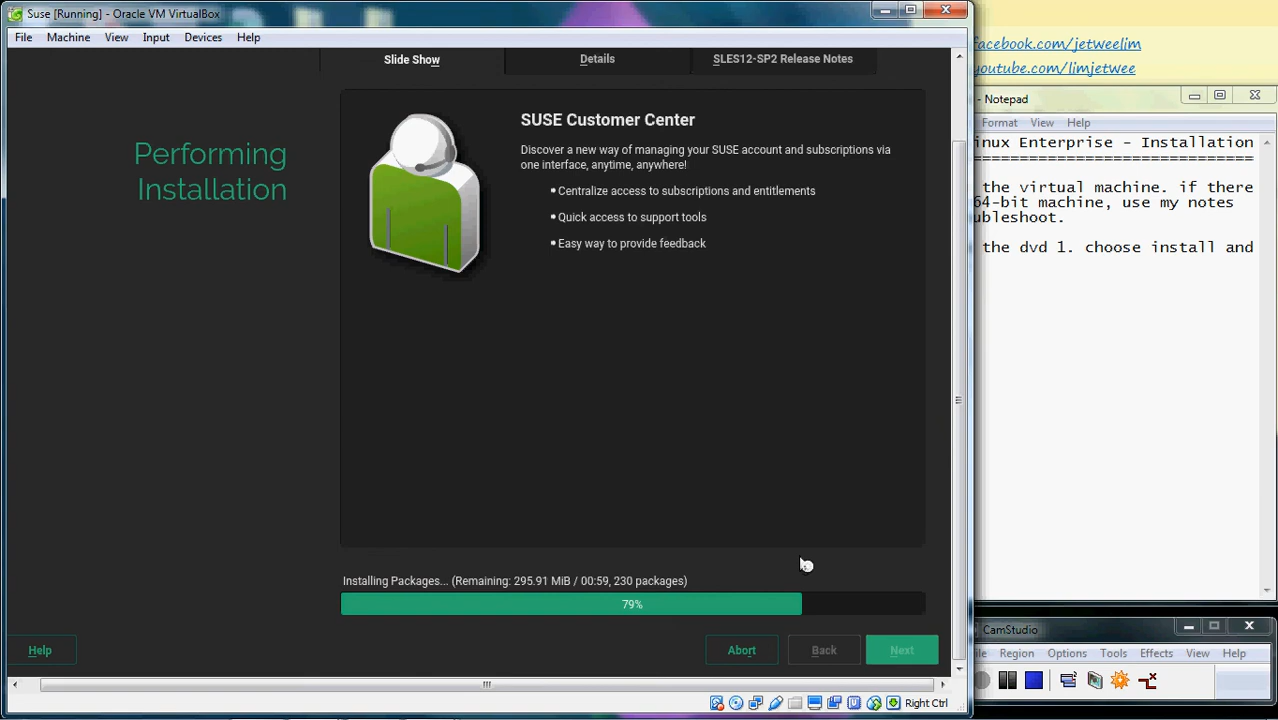 Suse [Running] - Oracle VM VirtualBox
File Machine View Input Devices Help
Slide Show Details SLES12-SP2 Release Notes
Performing
Installation
SUSE Customer Center
Discover a new way of managing your SUSE account and subscriptions via
one interface, anytime, anywhere!
Centralize access to subscriptions and entitlements
Quick access to support tools
Easy way to provide feedback
Installing Packages... (Remaining: 295.91 MiB / 00:59, 230 packages)
79%
Help Abort Back Next
Right Ctrl
facebook.com/jetweelim
youtube.com/limjetwee
- Notepad
Format View Help
inux Enterprise - Installation
==============================
the virtual machine. if there
64-bit machine, use my notes
ubleshoot.
the dvd 1. choose install and
CamStudio
ile Region Options Tools Effects View Help